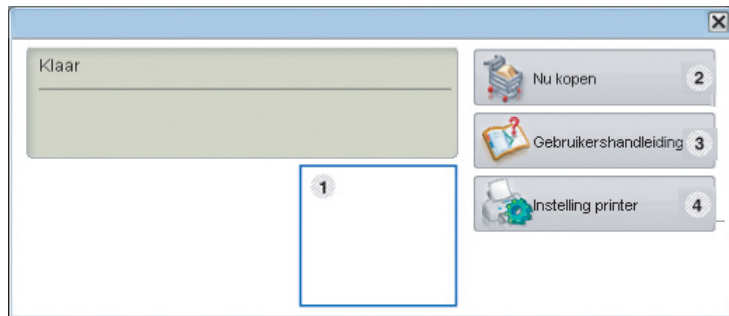 Klaar
Nu kopen 2
Gebruikershandleiding 3
1
Instelling printer 4